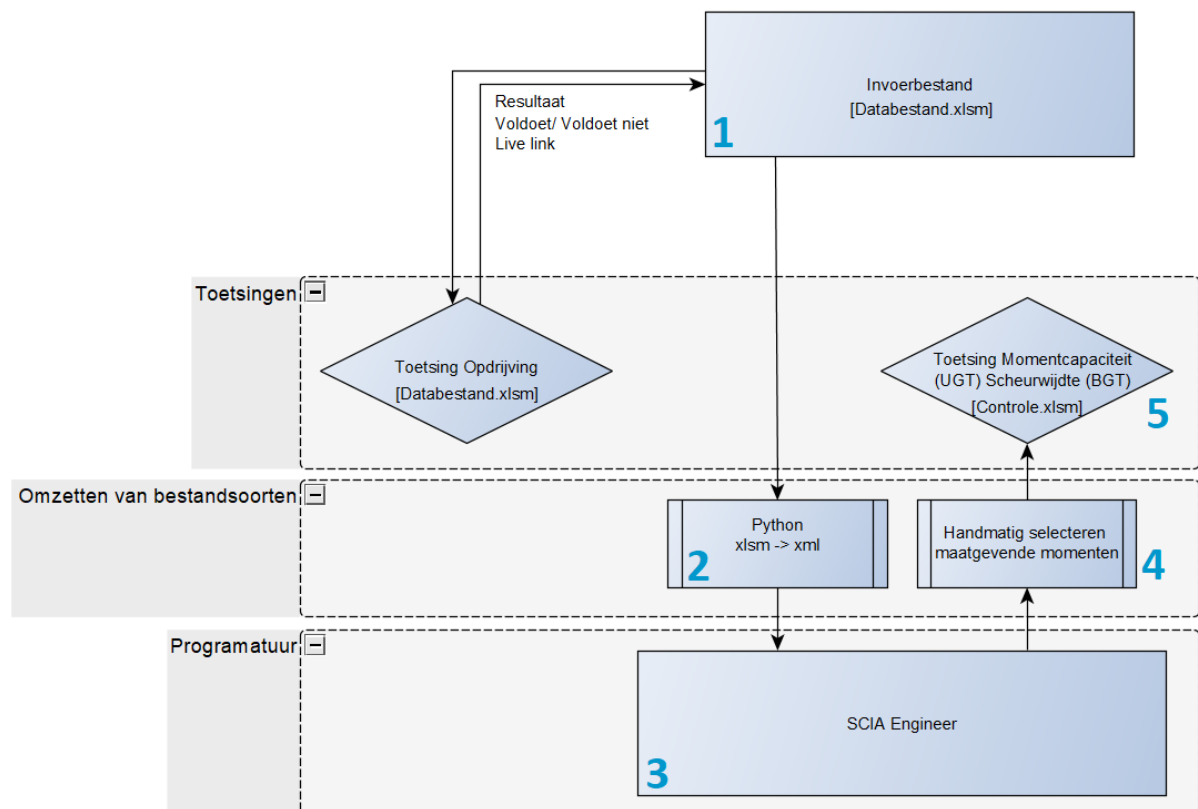 Invoerbestand
[Databestand.xlsm]
1
Resultaat
Voldoet/ Voldoet niet
Live link
Toetsingen
Toetsing Opdrijving
[Databestand.xlsm]
Toetsing Momentcapaciteit
(UGT) Scheurwijdte (BGT)
[Controle.xlsm]
5
Omzetten van bestandsoorten
Python
xlsm -> xml
2
Handmatig selecteren
maatgevende momenten
4
Programatuur
SCIA Engineer
3